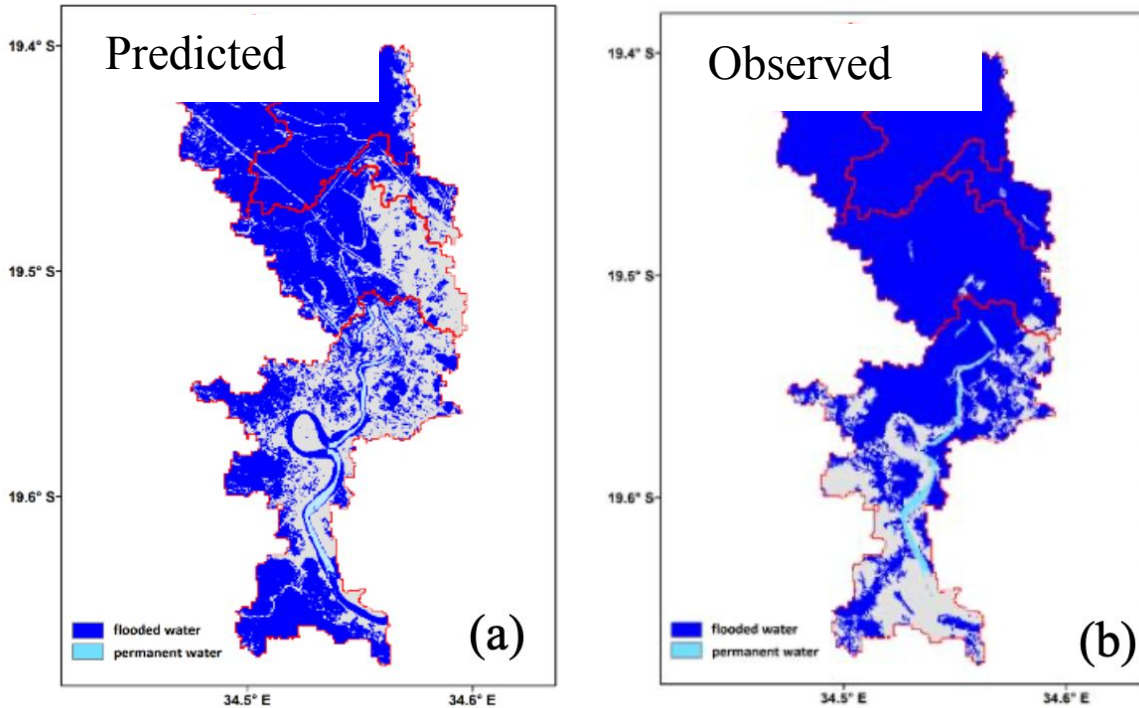 Predicted
19.4° S
19.5° S
19.6° S
flooded water
permanent water
(a)
34.5° E
34.6° E
Observed
19.4° S
19.5° S
19.6° S
flooded water
permanent water
(b)
34.5° E
34.6° E